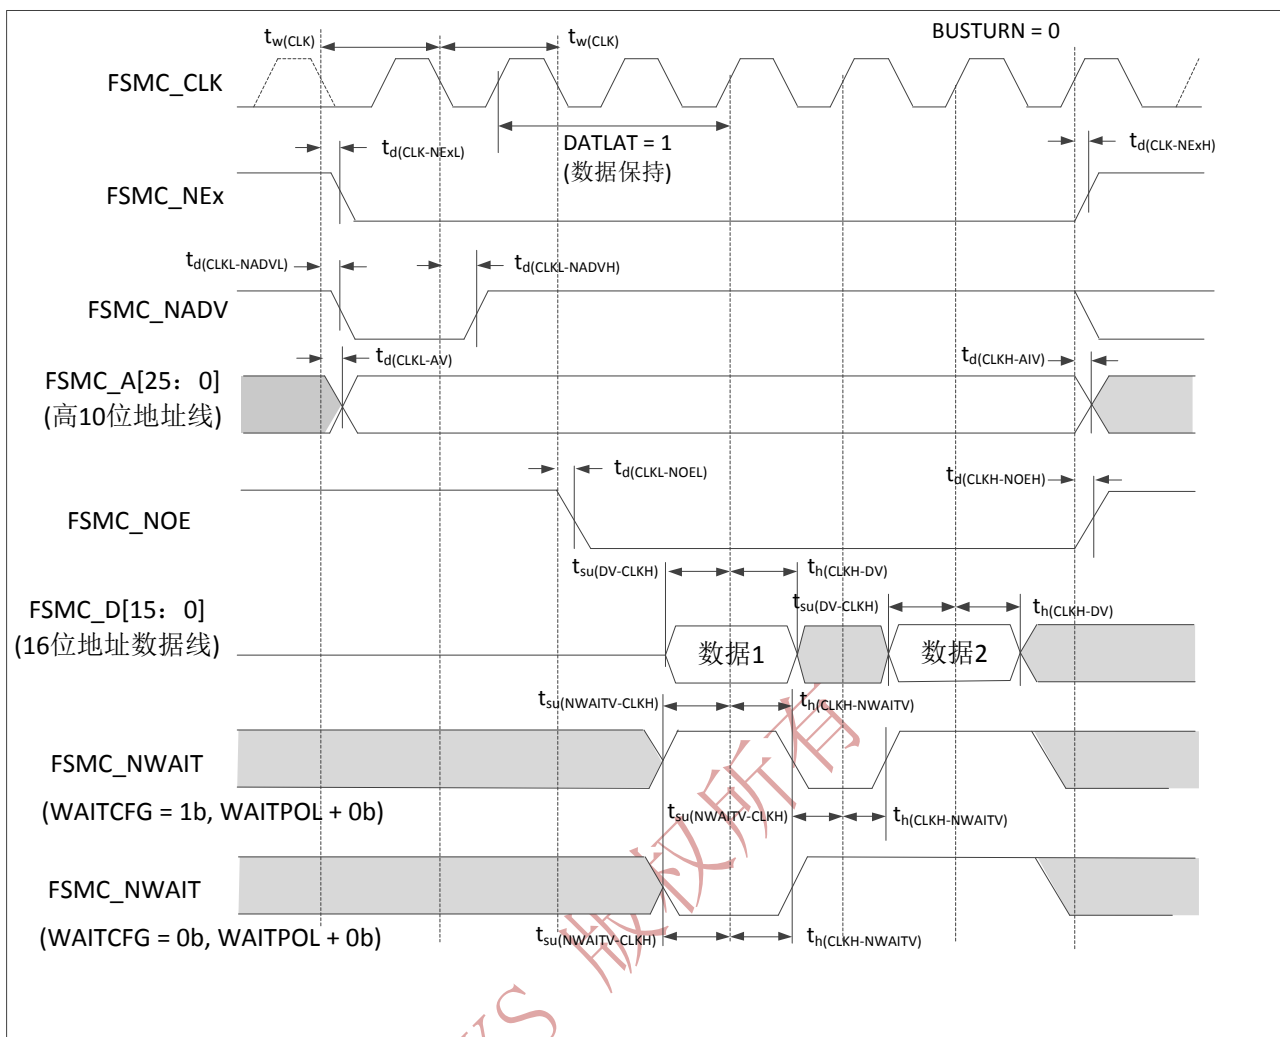 tw(CLK)
tw(CLK)
BUSTURN = 0
FSMC_CLK
DATLAT = 1
(数据保持)
td(CLK-NExL)
td(CLK-NExH)
FSMC_NEx
td(CLKL-NADVL)
td(CLKL-NADVH)
FSMC_NADV
td(CLKL-AV)
td(CLKH-AIV)
FSMC_A[25：0]
(高10位地址线)
td(CLKL-NOEL)
td(CLKH-NOEH)
FSMC_NOE
tsu(DV-CLKH)
th(CLKH-DV)
tsu(DV-CLKH)
th(CLKH-DV)
FSMC_D[15：0]
(16位地址数据线)
数据1
数据2
tsu(NWAITV-CLKH)
th(CLKH-NWAITV)
FSMC_NWAIT
(WAITCFG = 1b, WAITPOL + 0b)
tsu(NWAITV-CLKH)
th(CLKH-NWAITV)
FSMC_NWAIT
(WAITCFG = 0b, WAITPOL + 0b)
tsu(NWAITV-CLKH)
th(CLKH-NWAITV)
版权所有